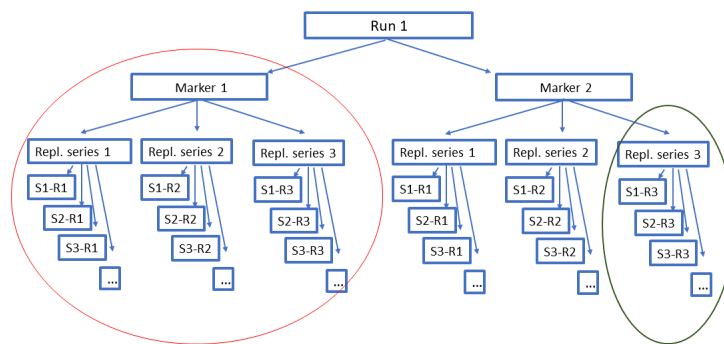 Run 1
Marker 1
Marker 2
Repl. series 1
Repl. series 2
Repl. series 3
Repl. series 1
Repl. series 2
Repl. series 3
S1-R1
S1-R2
S1-R3
S1-R1
S1-R2
S1-R3
S2-R1
S2-R2
S2-R3
S2-R1
S2-R2
S2-R3
S3-R1
S3-R2
S3-R3
S3-R1
S3-R2
S3-R3
...
...
...
...
...
...